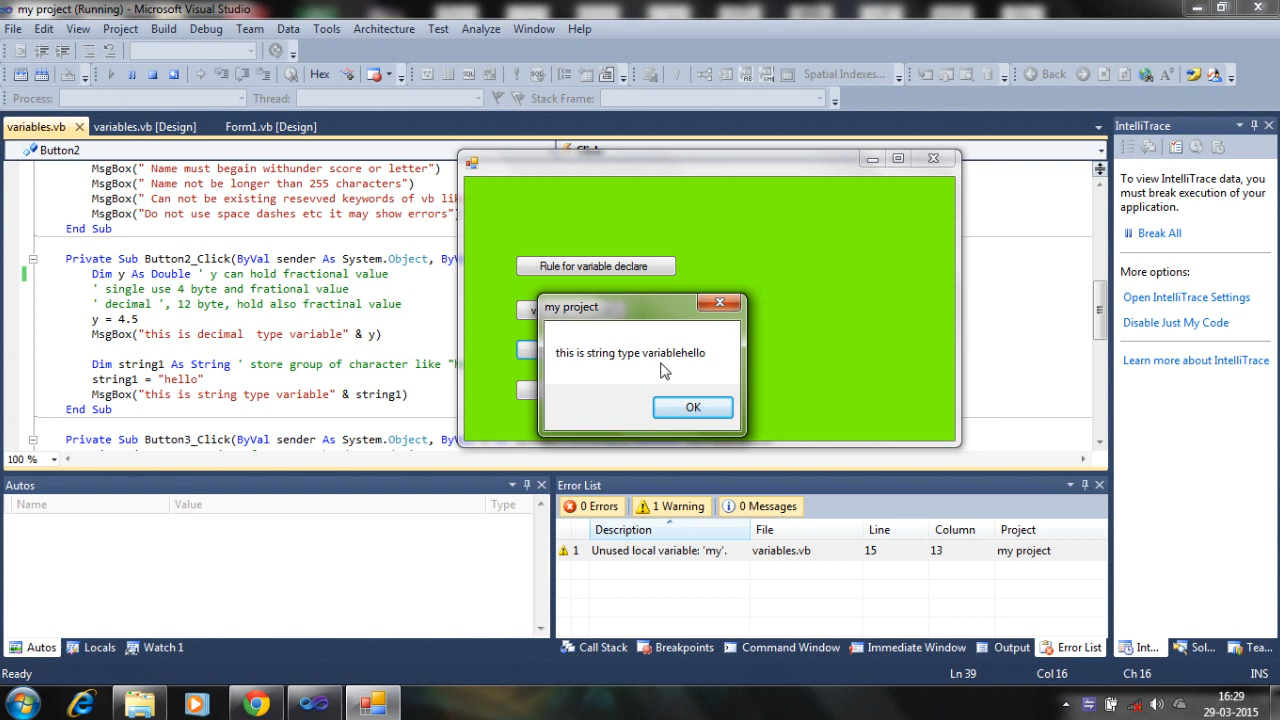 my project (Running) - Microsoft Visual Studio
File Edit View Project Build Debug Team Data Tools Architecture Test Analyze Window Help
Hex Spatial Indexes... Back
Process: Thread: Stack Frame:
variables.vb variables.vb [Design] Form1.vb [Design]
Button2
MsgBox(" Name must begain withunder score or letter")
MsgBox(" Name not be longer than 255 characters")
MsgBox(" Can not be existing resevved keywords of vb lik
MsgBox("Do not use space dashes etc it may show errors"
End Sub
Private Sub Button2_Click(ByVal sender As System.Object, ByV
Dim y As Double ' y can hold fractional value
' single use 4 byte and frational value
' decimal ', 12 byte, hold also fractinal value
y = 4.5
MsgBox("this is decimal  type variable" & y)
Dim string1 As String ' store group of character like "h
string1 = "hello"
MsgBox("this is string type variable" & string1)
End Sub
Private Sub Button3_Click(ByVal sender As System.Object, ByV
100 %
Rule for variable declare
my project
this is string type variablehello
OK
IntelliTrace
To view IntelliTrace data, you
must break execution of your
application.
Break All
More options:
Open IntelliTrace Settings
Disable Just My Code
Learn more about IntelliTrace
Autos
Name Value Type
Error List
0 Errors 1 Warning 0 Messages
Description File Line Column Project
1 Unused local variable: 'my'. variables.vb 15 13 my project
Autos Locals Watch 1
Call Stack Breakpoints Command Window Immediate Window Output Error List
Int... Sol... Tea...
Ready Ln 39 Col 16 Ch 16 INS
16:29
29-03-2015